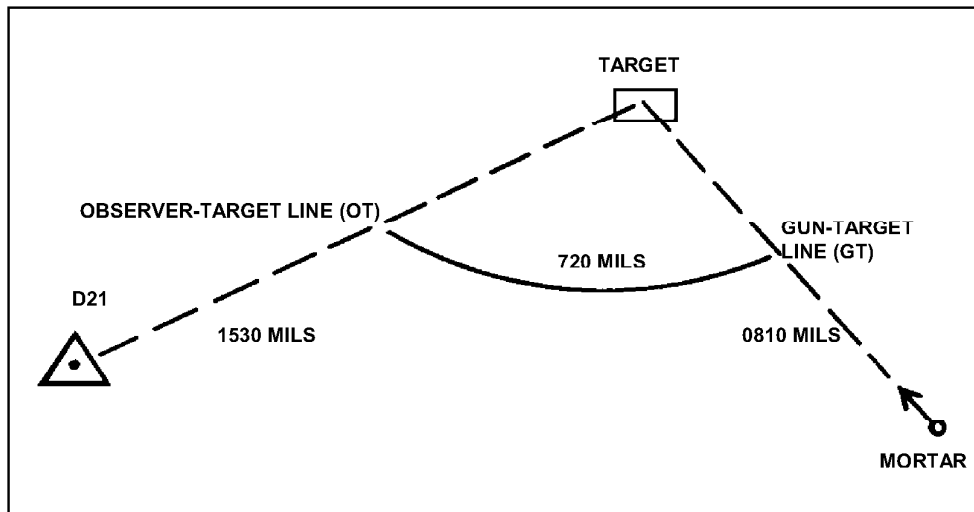 TARGET
OBSERVER-TARGET LINE (OT)
GUN-TARGET
LINE (GT)
720 MILS
D21
1530 MILS
0810 MILS
MORTAR